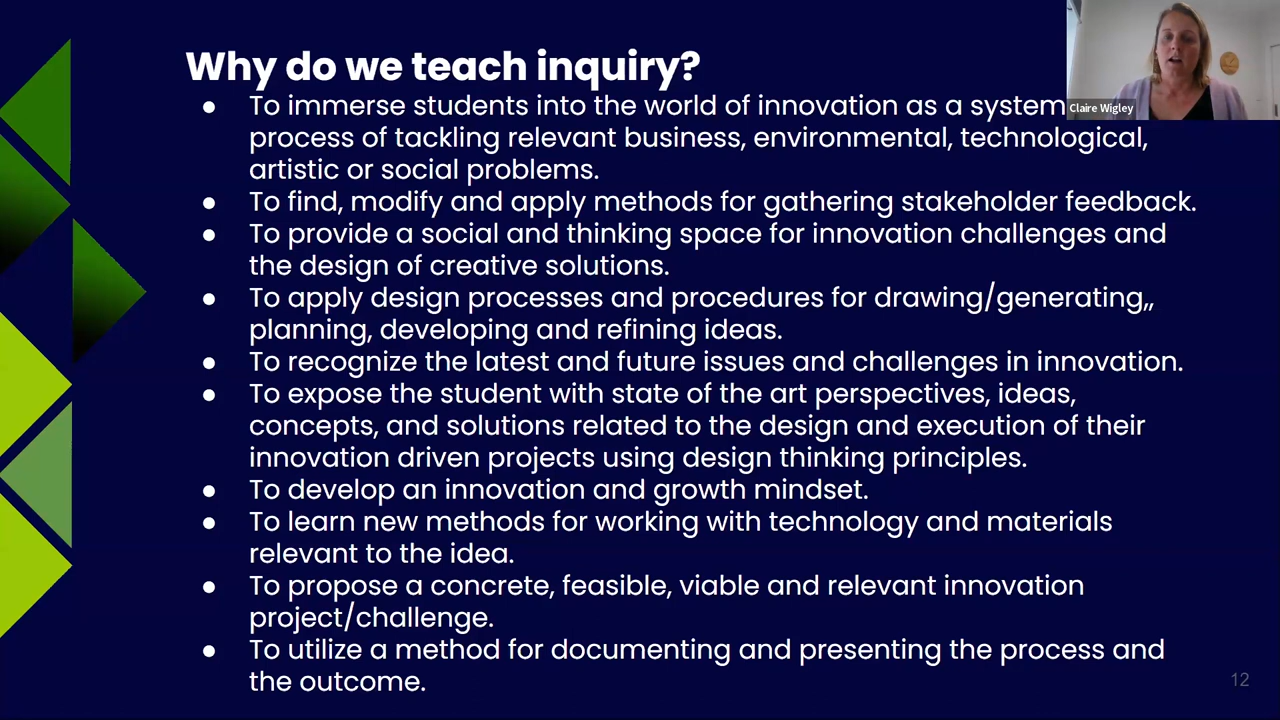 Why do we teach inquiry?
● To immerse students into the world of innovation as a system
process of tackling relevant business, environmental, technological,
artistic or social problems.
● To find, modify and apply methods for gathering stakeholder feedback.
● To provide a social and thinking space for innovation challenges and
the design of creative solutions.
● To apply design processes and procedures for drawing/generating,,
planning, developing and refining ideas.
● To recognize the latest and future issues and challenges in innovation.
● To expose the student with state of the art perspectives, ideas,
concepts, and solutions related to the design and execution of their
innovation driven projects using design thinking principles.
● To develop an innovation and growth mindset.
● To learn new methods for working with technology and materials
relevant to the idea.
● To propose a concrete, feasible, viable and relevant innovation
project/challenge.
● To utilize a method for documenting and presenting the process and
the outcome.
Claire Wigley
12